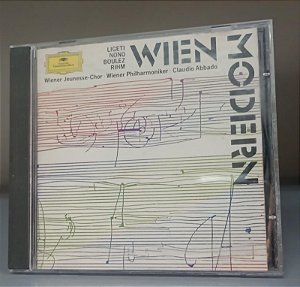 LIGETI
NONO
BOULEZ
RIHM
WIEN
MODERN
Wiener Jeunesse-Chor · Wiener Philharmoniker · Claudio Abbado